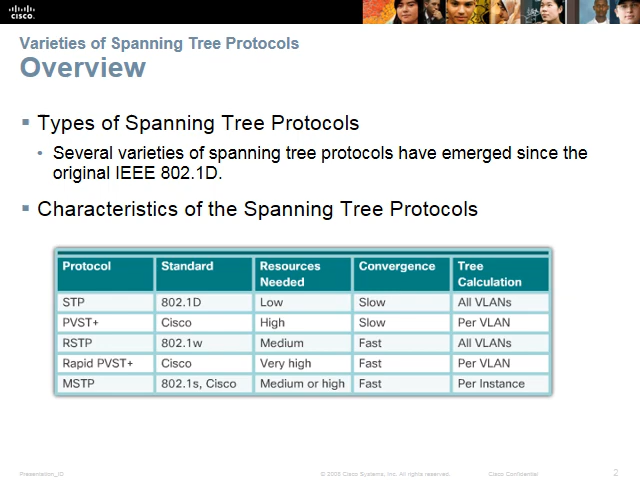 CISCO
Varieties of Spanning Tree Protocols
Overview
Types of Spanning Tree Protocols
Several varieties of spanning tree protocols have emerged since the
original IEEE 802.1D.
Characteristics of the Spanning Tree Protocols
Protocol Standard Resources Needed Convergence Tree Calculation
STP 802.1D Low Slow All VLANs
PVST+ Cisco High Slow Per VLAN
RSTP 802.1w Medium Fast All VLANs
Rapid PVST+ Cisco Very high Fast Per VLAN
MSTP 802.1s, Cisco Medium or high Fast Per Instance
Presentation_ID © 2008 Cisco Systems, Inc. All rights reserved. Cisco Confidential 2